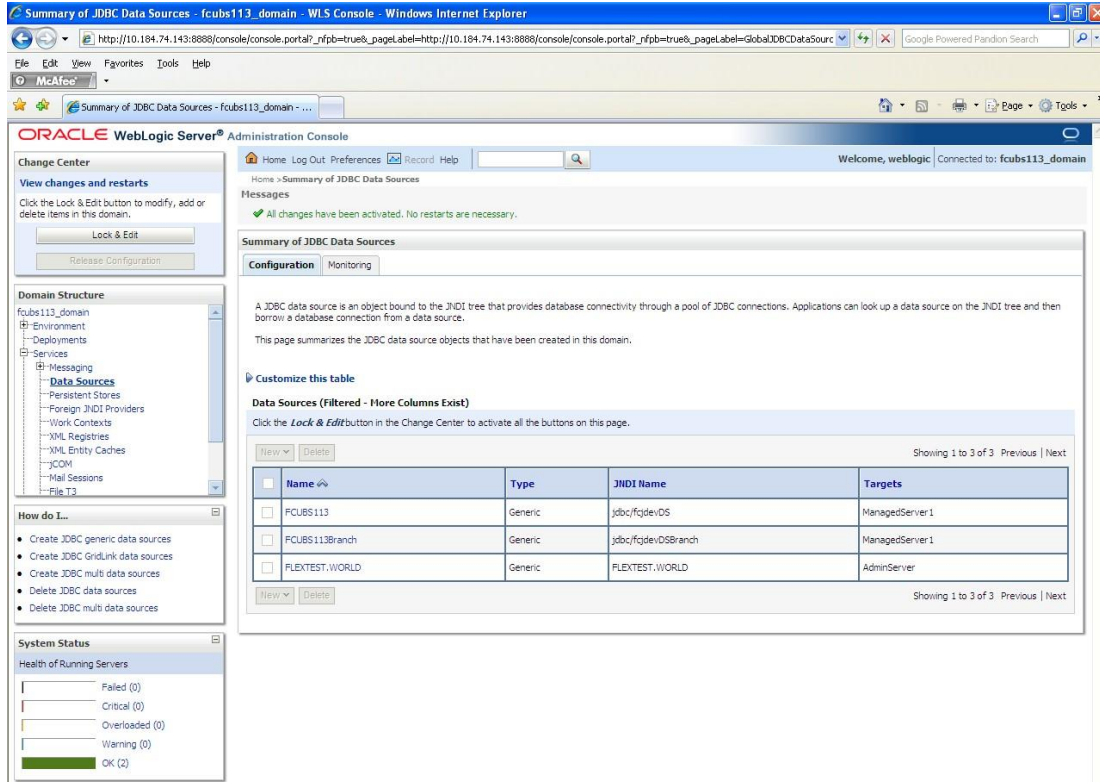 Summary of JDBC Data Sources - fcubs113_domain - WLS Console - Windows Internet Explorer
http://10.184.74.143:8888/console/console.portal?_nfpb=true&_pageLabel=http://10.184.74.143:8888/console/console.portal?_nfpb=true&_pageLabel=GlobalJDBCDataSourc
Google Powered Pandion Search
File Edit View Favorites Tools Help
McAfee
Summary of JDBC Data Sources - fcubs113_domain - ...
Page Tools
ORACLE WebLogic Server® Administration Console
Change Center
View changes and restarts
Click the Lock & Edit button to modify, add or
delete items in this domain.
Lock & Edit
Release Configuration
Domain Structure
fcubs113_domain
Environment
Deployments
Services
Messaging
Data Sources
Persistent Stores
Foreign JNDI Providers
Work Contexts
XML Registries
XML Entity Caches
jCOM
Mail Sessions
File T3
How do I...
Create JDBC generic data sources
Create JDBC GridLink data sources
Create JDBC multi data sources
Delete JDBC data sources
Delete JDBC multi data sources
System Status
Health of Running Servers
Failed (0)
Critical (0)
Overloaded (0)
Warning (0)
OK (2)
Home Log Out Preferences Record Help
Welcome, weblogic Connected to: fcubs113_domain
Home >Summary of JDBC Data Sources
Messages
All changes have been activated. No restarts are necessary.
Summary of JDBC Data Sources
Configuration Monitoring
A JDBC data source is an object bound to the JNDI tree that provides database connectivity through a pool of JDBC connections. Applications can look up a data source on the JNDI tree and then
borrow a database connection from a data source.
This page summarizes the JDBC data source objects that have been created in this domain.
Customize this table
Data Sources (Filtered - More Columns Exist)
Click the Lock & Edit button in the Change Center to activate all the buttons on this page.
New Delete Showing 1 to 3 of 3 Previous | Next
Name Type JNDI Name Targets
FCUBS113 Generic jdbc/fcjdevDS ManagedServer1
FCUBS113Branch Generic jdbc/fcjdevDSBranch ManagedServer1
FLEXTEST.WORLD Generic FLEXTEST.WORLD AdminServer
New Delete Showing 1 to 3 of 3 Previous | Next